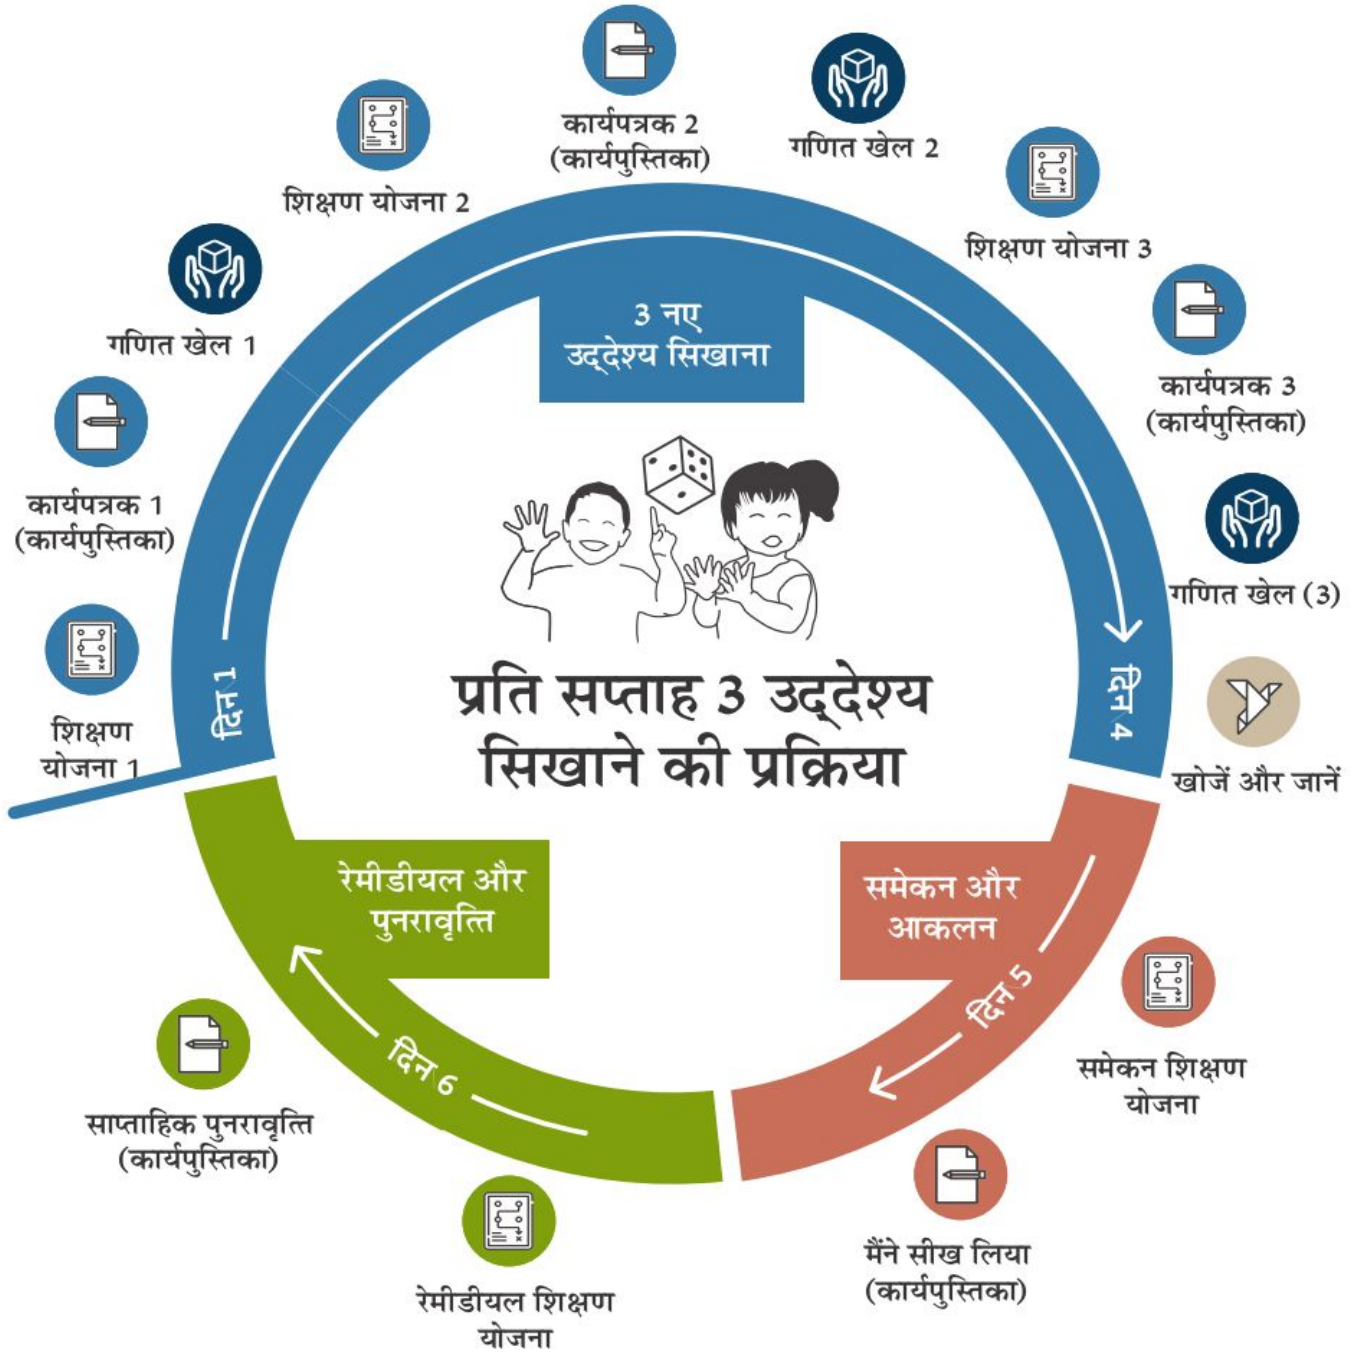 कार्यपत्रक 2
(कार्यपुस्तिका)
गणित खेल 2
शिक्षण योजना 2
शिक्षण योजना 3
गणित खेल 1
3 नए
उद्देश्य सिखाना
कार्यपत्रक 3
(कार्यपुस्तिका)
कार्यपत्रक 1
(कार्यपुस्तिका)
गणित खेल (3)
शिक्षण
योजना 1
दिन 1
प्रति सप्ताह 3 उद्देश्य
सिखाने की प्रक्रिया
दिन 4
खोजें और जानें
रेमीडीयल और
पुनरावृत्ति
समेकन और
आकलन
दिन 5
दिन 6
समेकन शिक्षण
योजना
साप्ताहिक पुनरावृत्ति
(कार्यपुस्तिका)
मैंने सीख लिया
(कार्यपुस्तिका)
रेमीडीयल शिक्षण
योजना